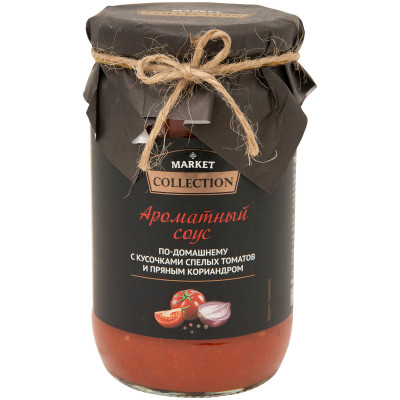 MARKET
COLLECTION
Ароматный
соус
ПО-ДОМАШНЕМУ
С КУСОЧКАМИ СПЕЛЫХ ТОМАТОВ
И ПРЯНЫМ КОРИАНДРОМ